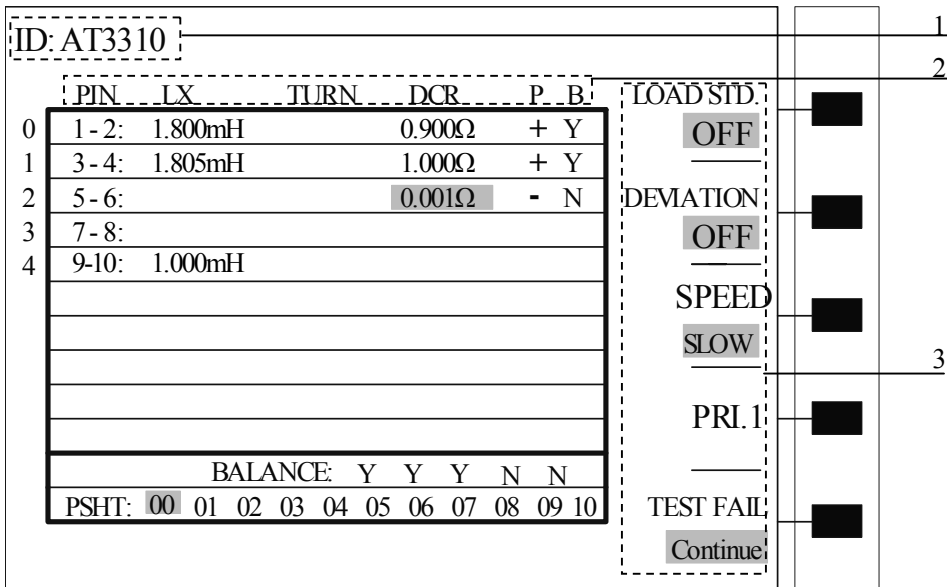 ID: AT3310
1
2
PIN LX TURN DCR P B
0 1 - 2: 1.800mH 0.900Ω + Y
1 3 - 4: 1.805mH 1.000Ω + Y
2 5 - 6: 0.001Ω - N
3 7 - 8:
4 9-10: 1.000mH
BALANCE: Y Y Y N N
PSHT: 00 01 02 03 04 05 06 07 08 09 10
LOAD STD.
OFF
DEVIATION
OFF
SPEED
SLOW
3
PRI.1
TEST FAIL
Continue